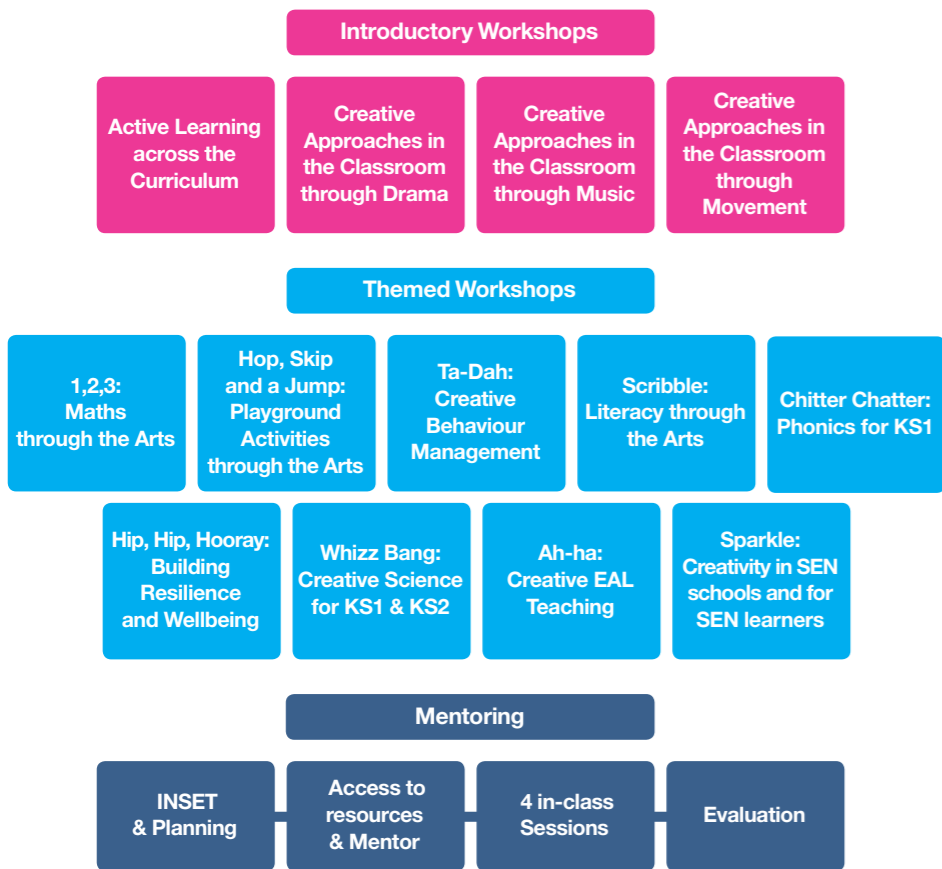 Introductory Workshops
Active Learning
across the
Curriculum
Creative
Approaches in
the Classroom
through Drama
Creative
Approaches in
the Classroom
through Music
Creative
Approaches in
the Classroom
through
Movement
Themed Workshops
1,2,3:
Maths
through the Arts
Hop, Skip
and a Jump:
Playground
Activities
through the Arts
Ta-Dah:
Creative
Behaviour
Management
Scribble:
Literacy through
the Arts
Chitter Chatter:
Phonics for KS1
Hip, Hip, Hooray:
Building
Resilience
and Wellbeing
Whizz Bang:
Creative Science
for KS1 & KS2
Ah-ha:
Creative EAL
Teaching
Sparkle:
Creativity in SEN
schools and for
SEN learners
Mentoring
INSET
& Planning
Access to
resources
& Mentor
4 in-class
Sessions
Evaluation